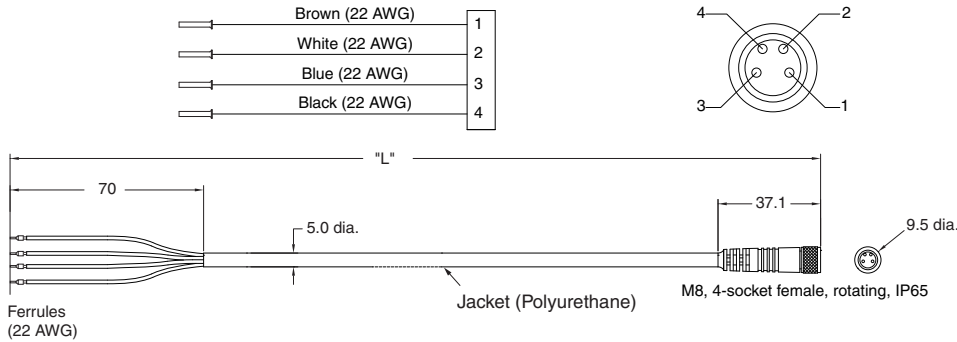 Brown (22 AWG)
1
White (22 AWG)
2
Blue (22 AWG)
3
Black (22 AWG)
4
4
2
3
1
"L"
70
37.1
5.0 dia.
9.5 dia.
Jacket (Polyurethane)
M8, 4-socket female, rotating, IP65
Ferrules
(22 AWG)